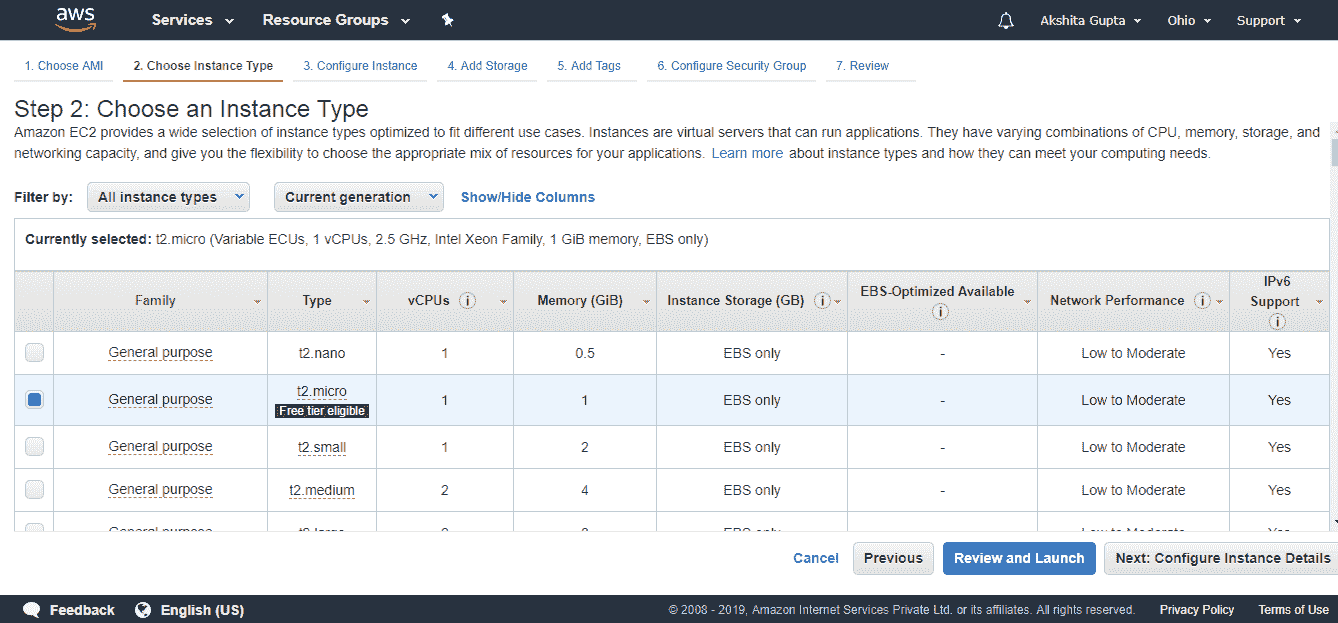 aws Services Resource Groups Akshita Gupta Ohio Support
1. Choose AMI 2. Choose Instance Type 3. Configure Instance 4. Add Storage 5. Add Tags 6. Configure Security Group 7. Review
Step 2: Choose an Instance Type
Amazon EC2 provides a wide selection of instance types optimized to fit different use cases. Instances are virtual servers that can run applications. They have varying combinations of CPU, memory, storage, and
networking capacity, and give you the flexibility to choose the appropriate mix of resources for your applications. Learn more about instance types and how they can meet your computing needs.
Filter by: All instance types Current generation Show/Hide Columns
Currently selected: t2.micro (Variable ECUs, 1 vCPUs, 2.5 GHz, Intel Xeon Family, 1 GiB memory, EBS only)
Family Type vCPUs i Memory (GiB) Instance Storage (GB) i EBS-Optimized Available i Network Performance i IPv6 Support i
General purpose t2.nano 1 0.5 EBS only - Low to Moderate Yes
General purpose t2.micro Free tier eligible 1 1 EBS only - Low to Moderate Yes
General purpose t2.small 1 2 EBS only - Low to Moderate Yes
General purpose t2.medium 2 4 EBS only - Low to Moderate Yes
General purpose t2.large EBS only Low to Moderate Yes
Cancel Previous Review and Launch Next: Configure Instance Details
Feedback English (US) © 2008 - 2019, Amazon Internet Services Private Ltd. or its affiliates. All rights reserved. Privacy Policy Terms of Use